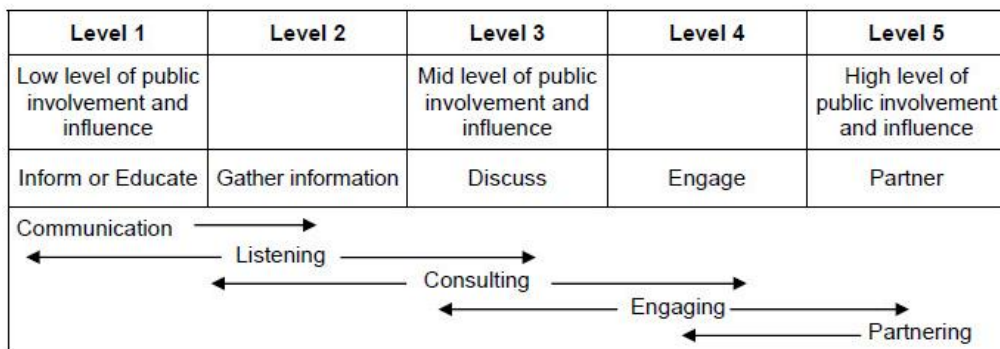 Level 1 Level 2 Level 3 Level 4 Level 5
Low level of public Mid level of public High level of
involvement and involvement and public involvement
influence influence and influence
Inform or Educate Gather information Discuss Engage Partner
Communication
Listening
Consulting
Engaging
Partnering